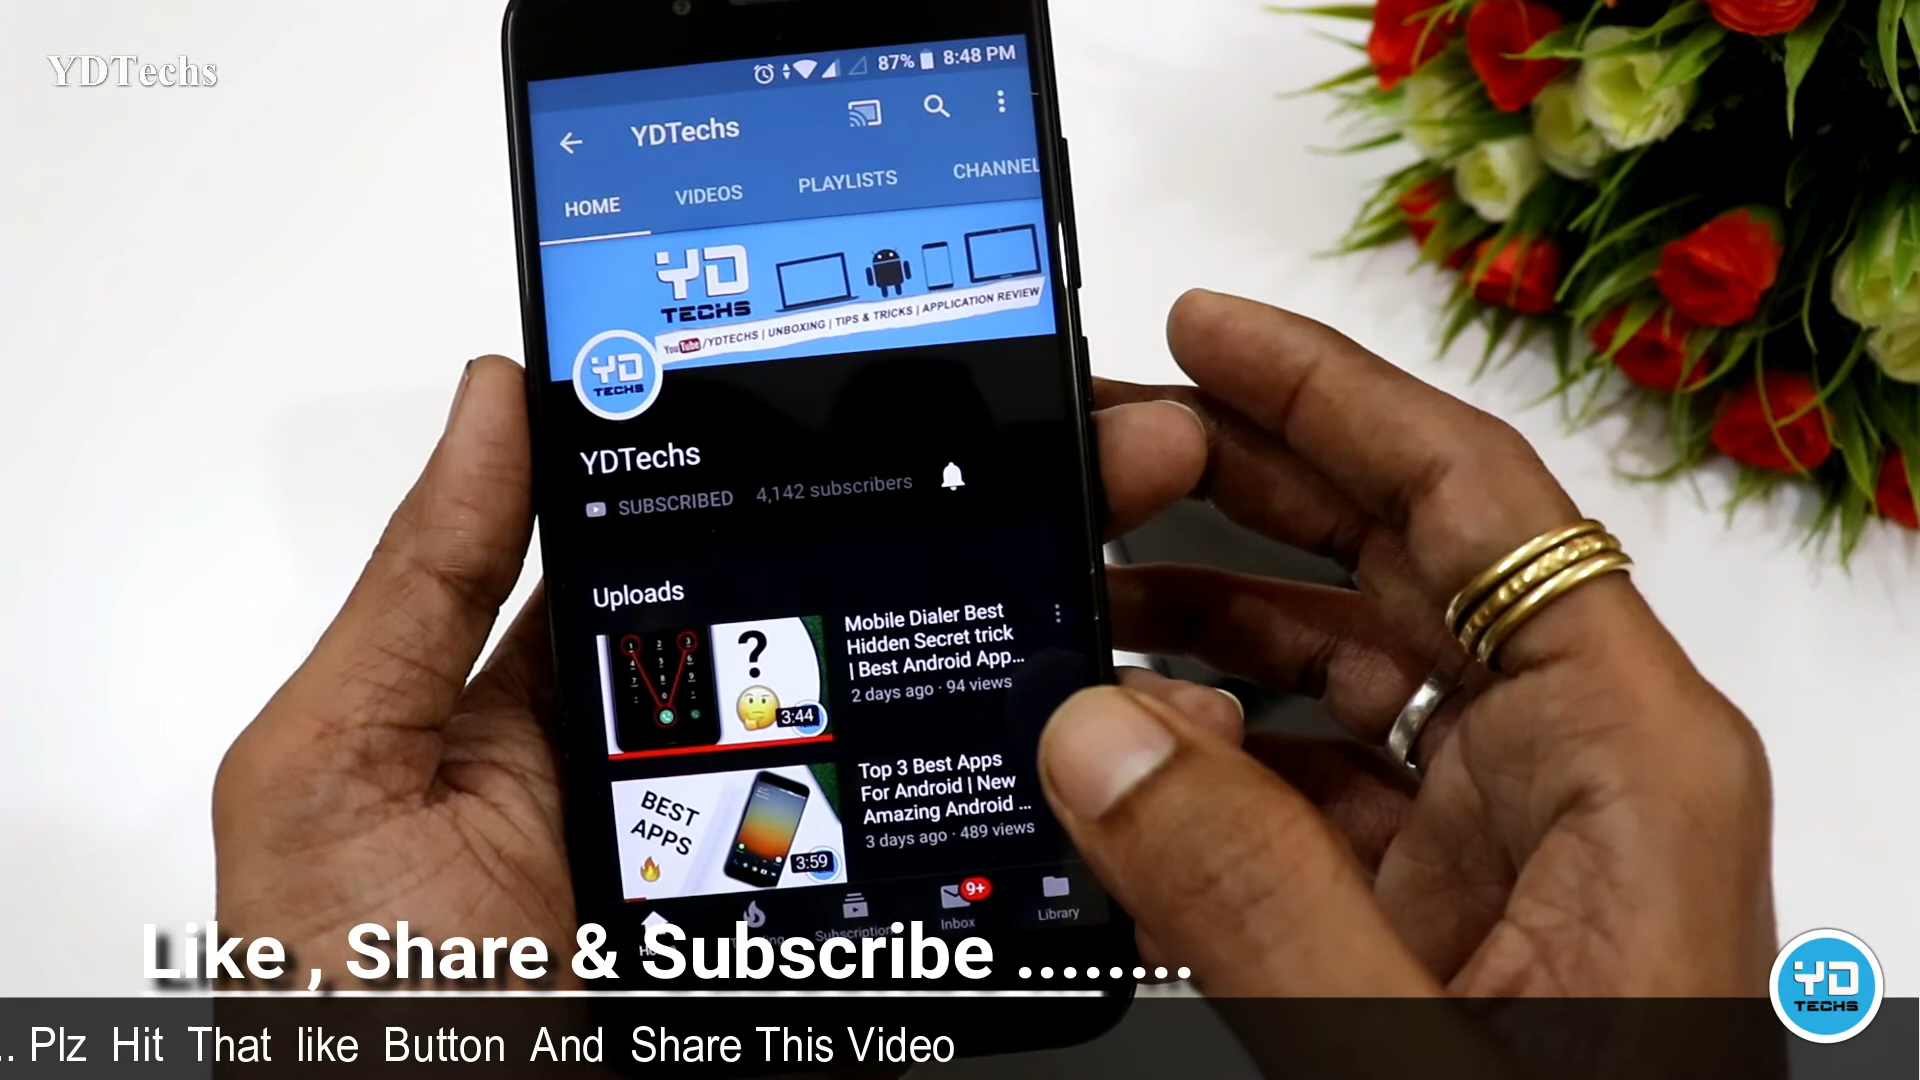 YDTechs
87% 8:48 PM
YDTechs
HOME VIDEOS PLAYLISTS CHANNEL
YD
TECHS
YouTube/YDTECHS | UNBOXING | TIPS & TRICKS | APPLICATION REVIEW
YD
TECHS
YDTechs
SUBSCRIBED 4,142 subscribers
Uploads
?
3:44
Mobile Dialer Best
Hidden Secret trick
| Best Android App...
2 days ago · 94 views
BEST
APPS
3:59
Top 3 Best Apps
For Android | New
Amazing Android ...
3 days ago · 489 views
9+
Inbox
Library
Like , Share & Subscribe ........
.. Plz Hit That like Button And Share This Video
YD
TECHS